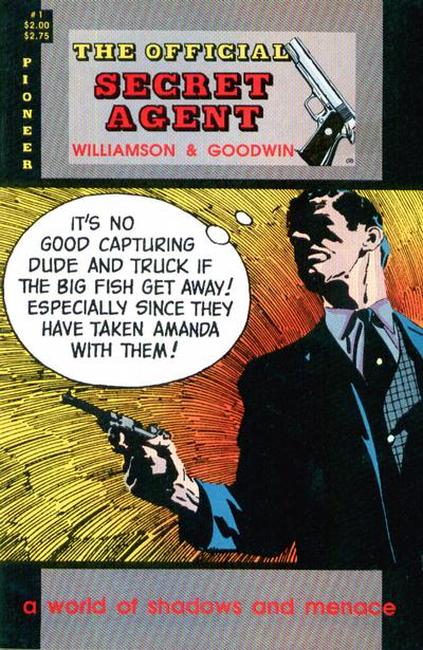 #1
$2.00
$2.75
PIONEER
THE OFFICIAL
SECRET
AGENT
WILLIAMSON & GOODWIN
IT'S NO
GOOD CAPTURING
DUDE AND TRUCK IF
THE BIG FISH GET AWAY!
ESPECIALLY SINCE THEY
HAVE TAKEN AMANDA
WITH THEM!
a world of shadows and menace